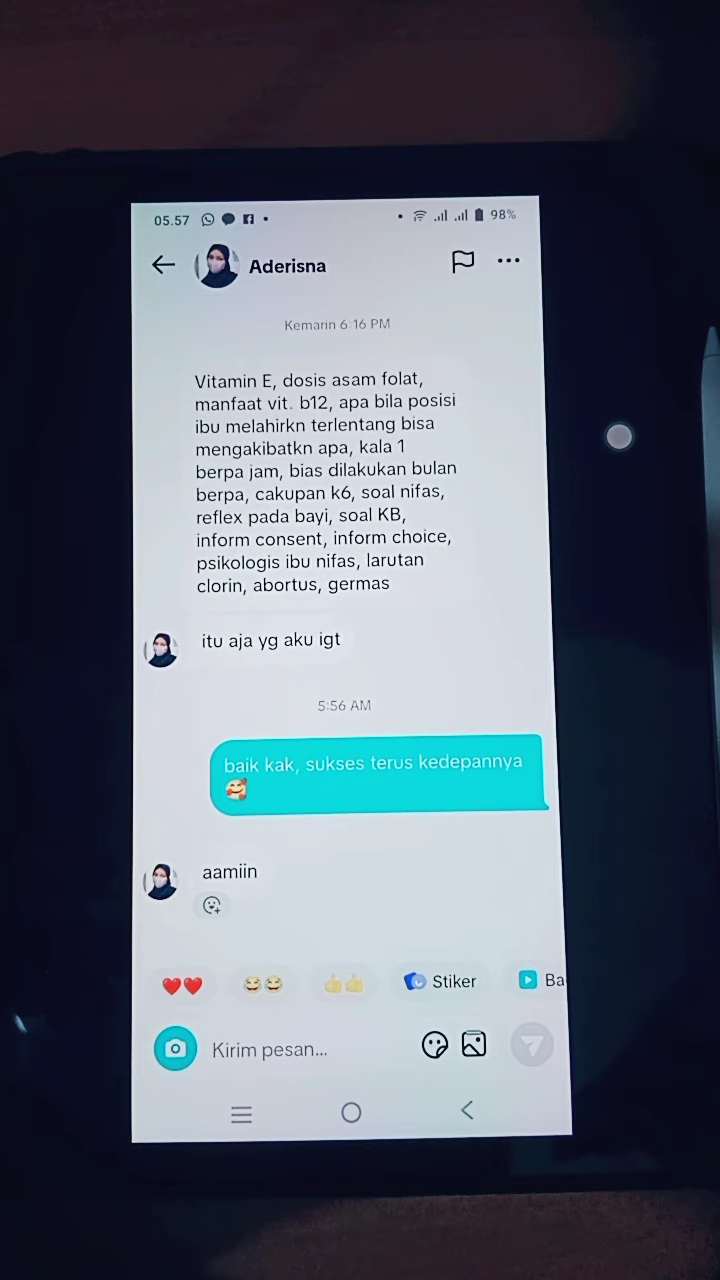 05.57
98%
Aderisna
Kemarin 6:16 PM
Vitamin E, dosis asam folat,
manfaat vit. b12, apa bila posisi
ibu melahirkn terlentang bisa
mengakibatkn apa, kala 1
berpa jam, bias dilakukan bulan
berpa, cakupan k6, soal nifas,
reflex pada bayi, soal KB,
inform consent, inform choice,
psikologis ibu nifas, larutan
clorin, abortus, germas
itu aja yg aku igt
5:56 AM
baik kak, sukses terus kedepannya
🥰
aamiin
❤️❤️ 😂😂 👍👍 Stiker Ba
Kirim pesan...